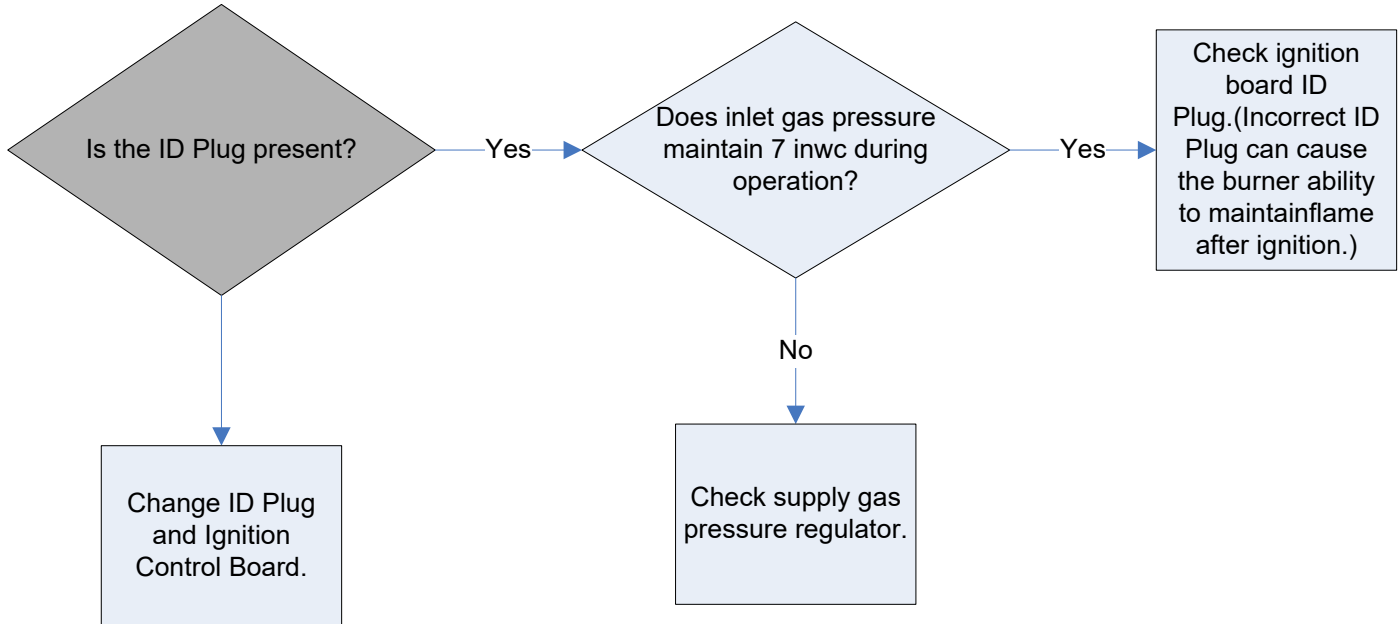 Is the ID Plug present?
Yes
Does inlet gas pressure
maintain 7 inwc during
operation?
Yes
Check ignition
board ID
Plug.(Incorrect ID
Plug can cause
the burner ability
to maintainflame
after ignition.)
No
Change ID Plug
and Ignition
Control Board.
Check supply gas
pressure regulator.